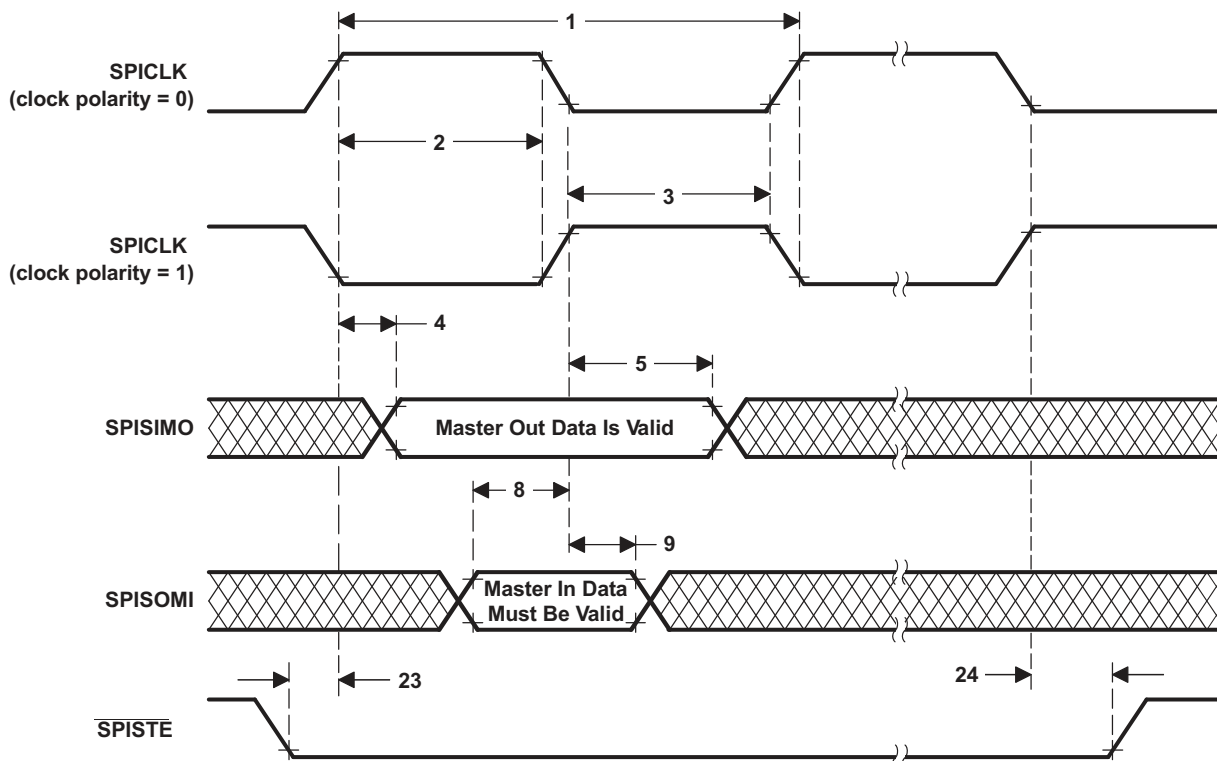 1
SPICLK
(clock polarity = 0)
2
3
SPICLK
(clock polarity = 1)
4
5
SPISIMO
Master Out Data Is Valid
8
9
SPISOMI
Master In Data
Must Be Valid
23
24
SPISTE